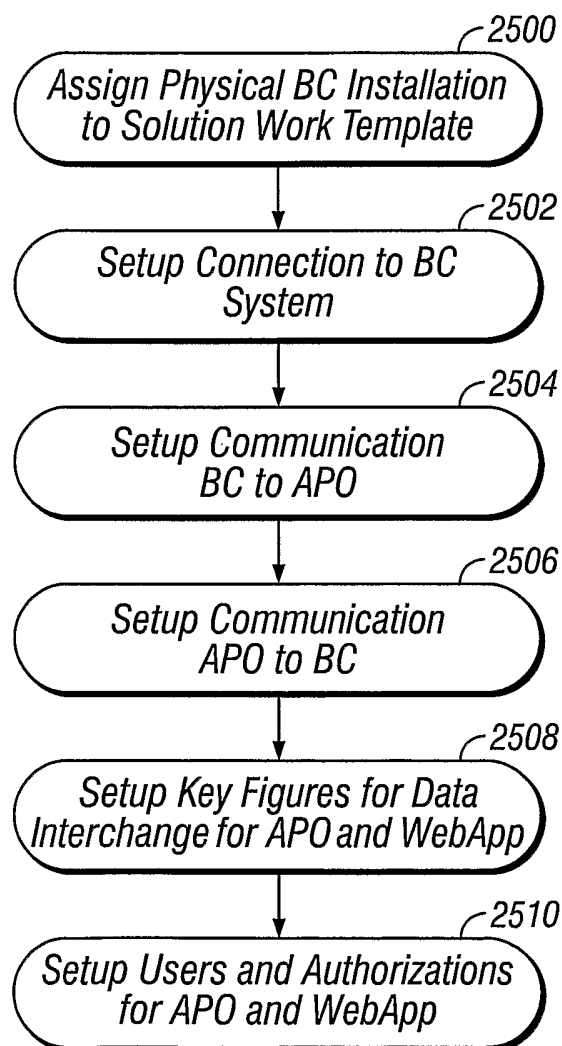 2500
Assign Physical BC Installation
to Solution Work Template
2502
Setup Connection to BC
System
2504
Setup Communication
BC to APO
2506
Setup Communication
APO to BC
2508
Setup Key Figures for Data
Interchange for APO and WebApp
2510
Setup Users and Authorizations
for APO and WebApp